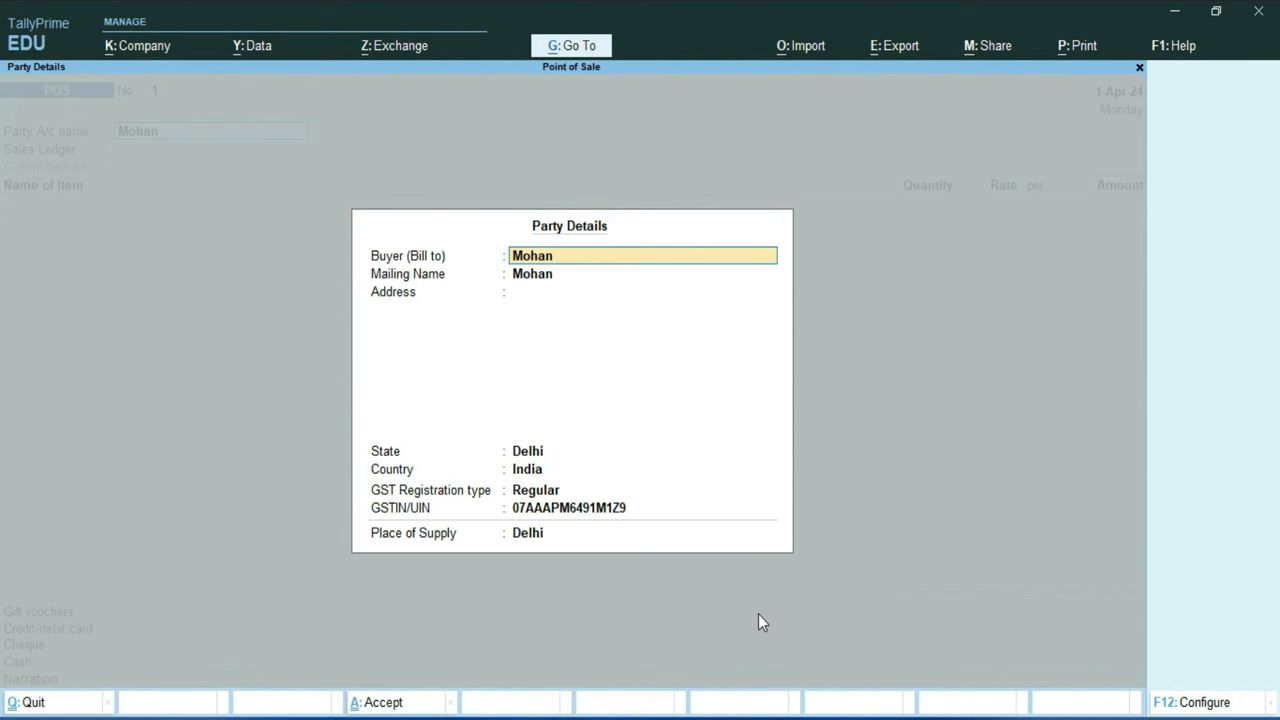 TallyPrime
EDU
MANAGE
K: Company
Y: Data
Z: Exchange
G: Go To
O: Import
E: Export
M: Share
P: Print
F1: Help
Party Details
Point of Sale
POS
No. 1
1-Apr-24
Monday
Party A/c name
Mohan
Sales Ledger
Current balance
Name of Item
Quantity
Rate per
Amount
Party Details
Buyer (Bill to) : Mohan
Mailing Name : Mohan
Address :
State : Delhi
Country : India
GST Registration type : Regular
GSTIN/UIN : 07AAAPM6491M1Z9
Place of Supply : Delhi
Gift vouchers
Credit/debit card
Cheque
Cash
Narration
Q: Quit
A: Accept
F12: Configure